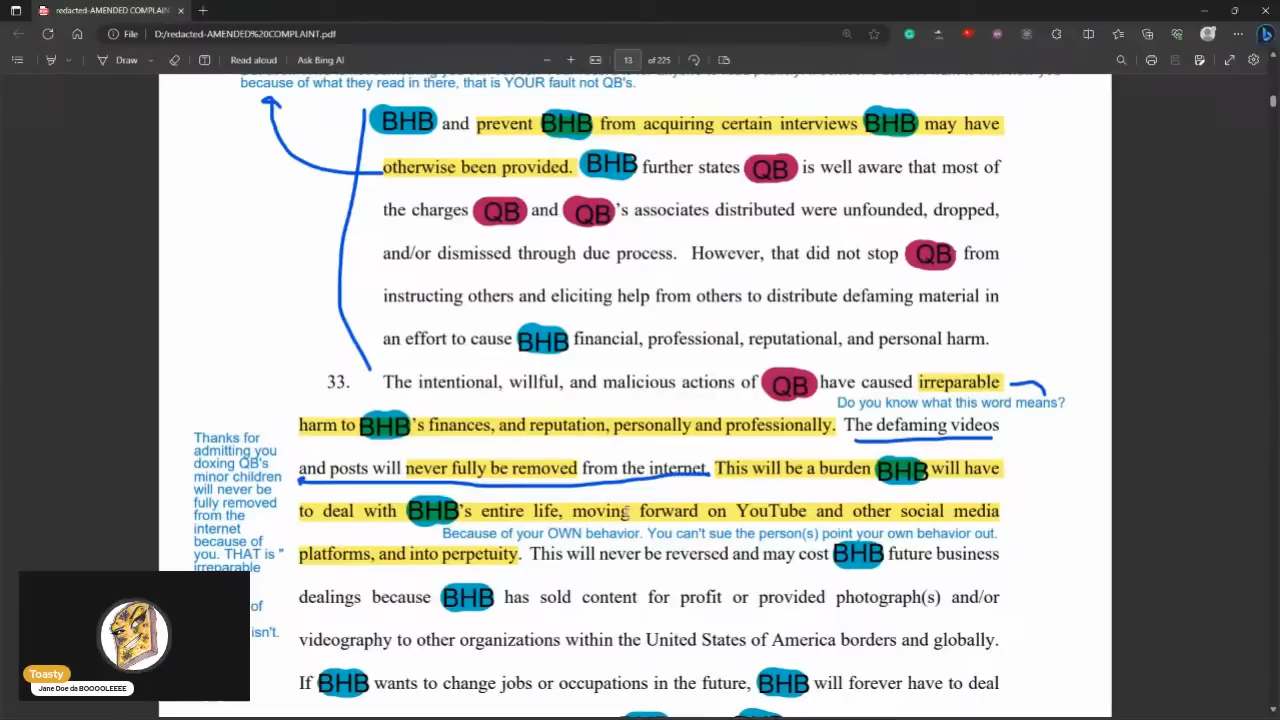 redacted-AMENDED COMPLAINT.pdf
File D:/redacted-AMENDED%20COMPLAINT.pdf
Draw Read aloud Ask Bing AI 13 of 225
because of what they read in there, that is YOUR fault not QB's.
BHB and prevent BHB from acquiring certain interviews BHB may have
otherwise been provided. BHB further states QB is well aware that most of
the charges QB and QB's associates distributed were unfounded, dropped,
and/or dismissed through due process. However, that did not stop QB from
instructing others and eliciting help from others to distribute defaming material in
an effort to cause BHB financial, professional, reputational, and personal harm.
33. The intentional, willful, and malicious actions of QB have caused irreparable
Do you know what this word means?
harm to BHB's finances, and reputation, personally and professionally. The defaming videos
and posts will never fully be removed from the internet. This will be a burden BHB will have
to deal with BHB's entire life, moving forward on YouTube and other social media
Because of your OWN behavior. You can't sue the person(s) point your own behavior out.
platforms, and into perpetuity. This will never be reversed and may cost BHB future business
dealings because BHB has sold content for profit or provided photograph(s) and/or
videography to other organizations within the United States of America borders and globally.
If BHB wants to change jobs or occupations in the future, BHB will forever have to deal
Thanks for
admitting you
doxing QB's
minor children
will never be
fully removed
from the
internet
because of
you. THAT is "
irreparable
of
isn't.
Toasty
Jane Doe da BOOOOLEEEE